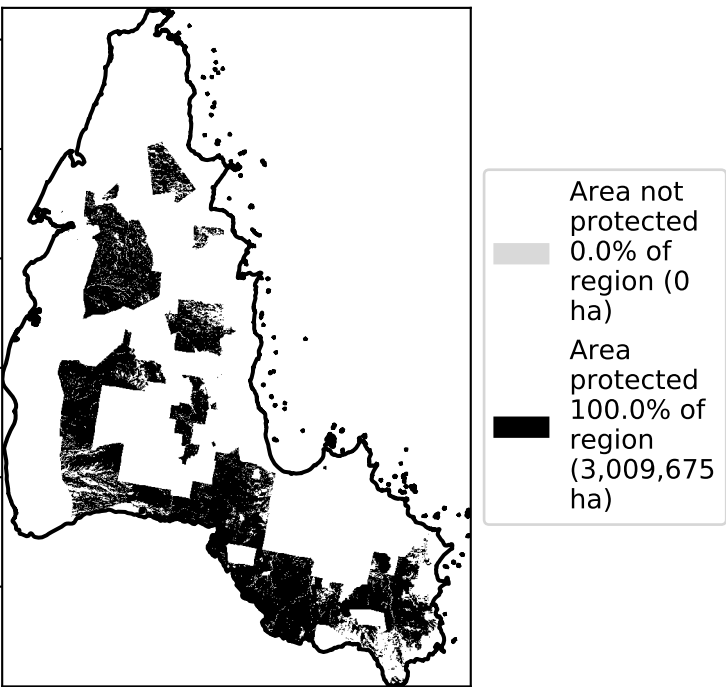 Area not
protected
0.0% of
region (0
ha)
Area
protected
100.0% of
region
(3,009,675
ha)